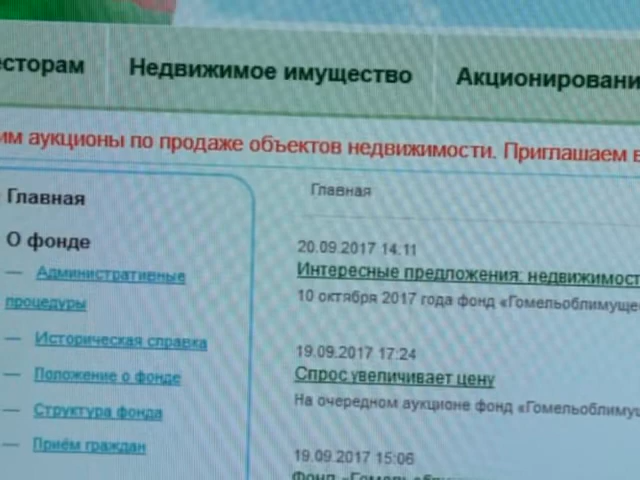 есторам Недвижимое имущество Акционировани
им аукционы по продаже объектов недвижимости. Приглашаем в
Главная
О фонде
— Административные
процедуры
— Историческая справка
— Положение о фонде
— Структура фонда
— Приём граждан
Главная
20.09.2017 14:11
Интересные предложения: недвижимост
10 октября 2017 года фонд «Гомельоблимуще
19.09.2017 17:24
Спрос увеличивает цену
На очередном аукционе фонд «Гомельоблимущ
19.09.2017 15:06